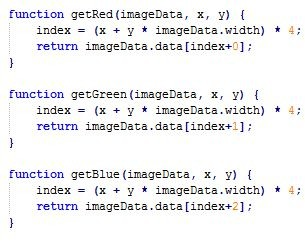 function getRed(imageData, x, y) {
    index = (x + y * imageData.width) * 4;
    return imageData.data[index+0];
}
function getGreen(imageData, x, y) {
    index = (x + y * imageData.width) * 4;
    return imageData.data[index+1];
}
function getBlue(imageData, x, y) {
    index = (x + y * imageData.width) * 4;
    return imageData.data[index+2];
}